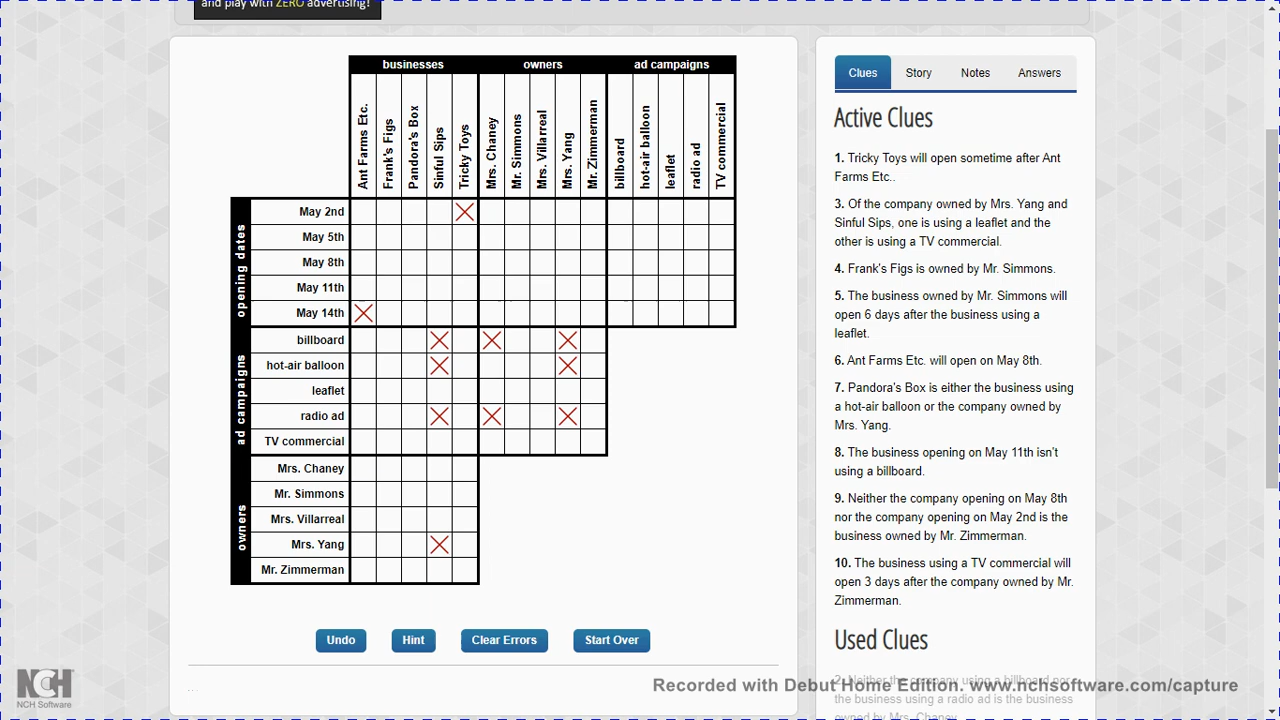 and play with ZERO advertising!
businesses owners ad campaigns
Ant Farms Etc.
Frank's Figs
Pandora's Box
Sinful Sips
Tricky Toys
Mrs. Chaney
Mr. Simmons
Mrs. Villarreal
Mrs. Yang
Mr. Zimmerman
billboard
hot-air balloon
leaflet
radio ad
TV commercial
opening dates
May 2nd
May 5th
May 8th
May 11th
May 14th
ad campaigns
billboard
hot-air balloon
leaflet
radio ad
TV commercial
owners
Mrs. Chaney
Mr. Simmons
Mrs. Villarreal
Mrs. Yang
Mr. Zimmerman
Undo Hint Clear Errors Start Over
...
Clues Story Notes Answers
Active Clues
1. Tricky Toys will open sometime after Ant
Farms Etc..
3. Of the company owned by Mrs. Yang and
Sinful Sips, one is using a leaflet and the
other is using a TV commercial.
4. Frank's Figs is owned by Mr. Simmons.
5. The business owned by Mr. Simmons will
open 6 days after the business using a
leaflet.
6. Ant Farms Etc. will open on May 8th.
7. Pandora's Box is either the business using
a hot-air balloon or the company owned by
Mrs. Yang.
8. The business opening on May 11th isn't
using a billboard.
9. Neither the company opening on May 8th
nor the company opening on May 2nd is the
business owned by Mr. Zimmerman.
10. The business using a TV commercial will
open 3 days after the company owned by Mr.
Zimmerman.
Used Clues
2. Neither the company using a billboard nor
the business using a radio ad is the business
owned by Mrs. Chaney.
NCH
NCH Software
Recorded with Debut Home Edition. www.nchsoftware.com/capture